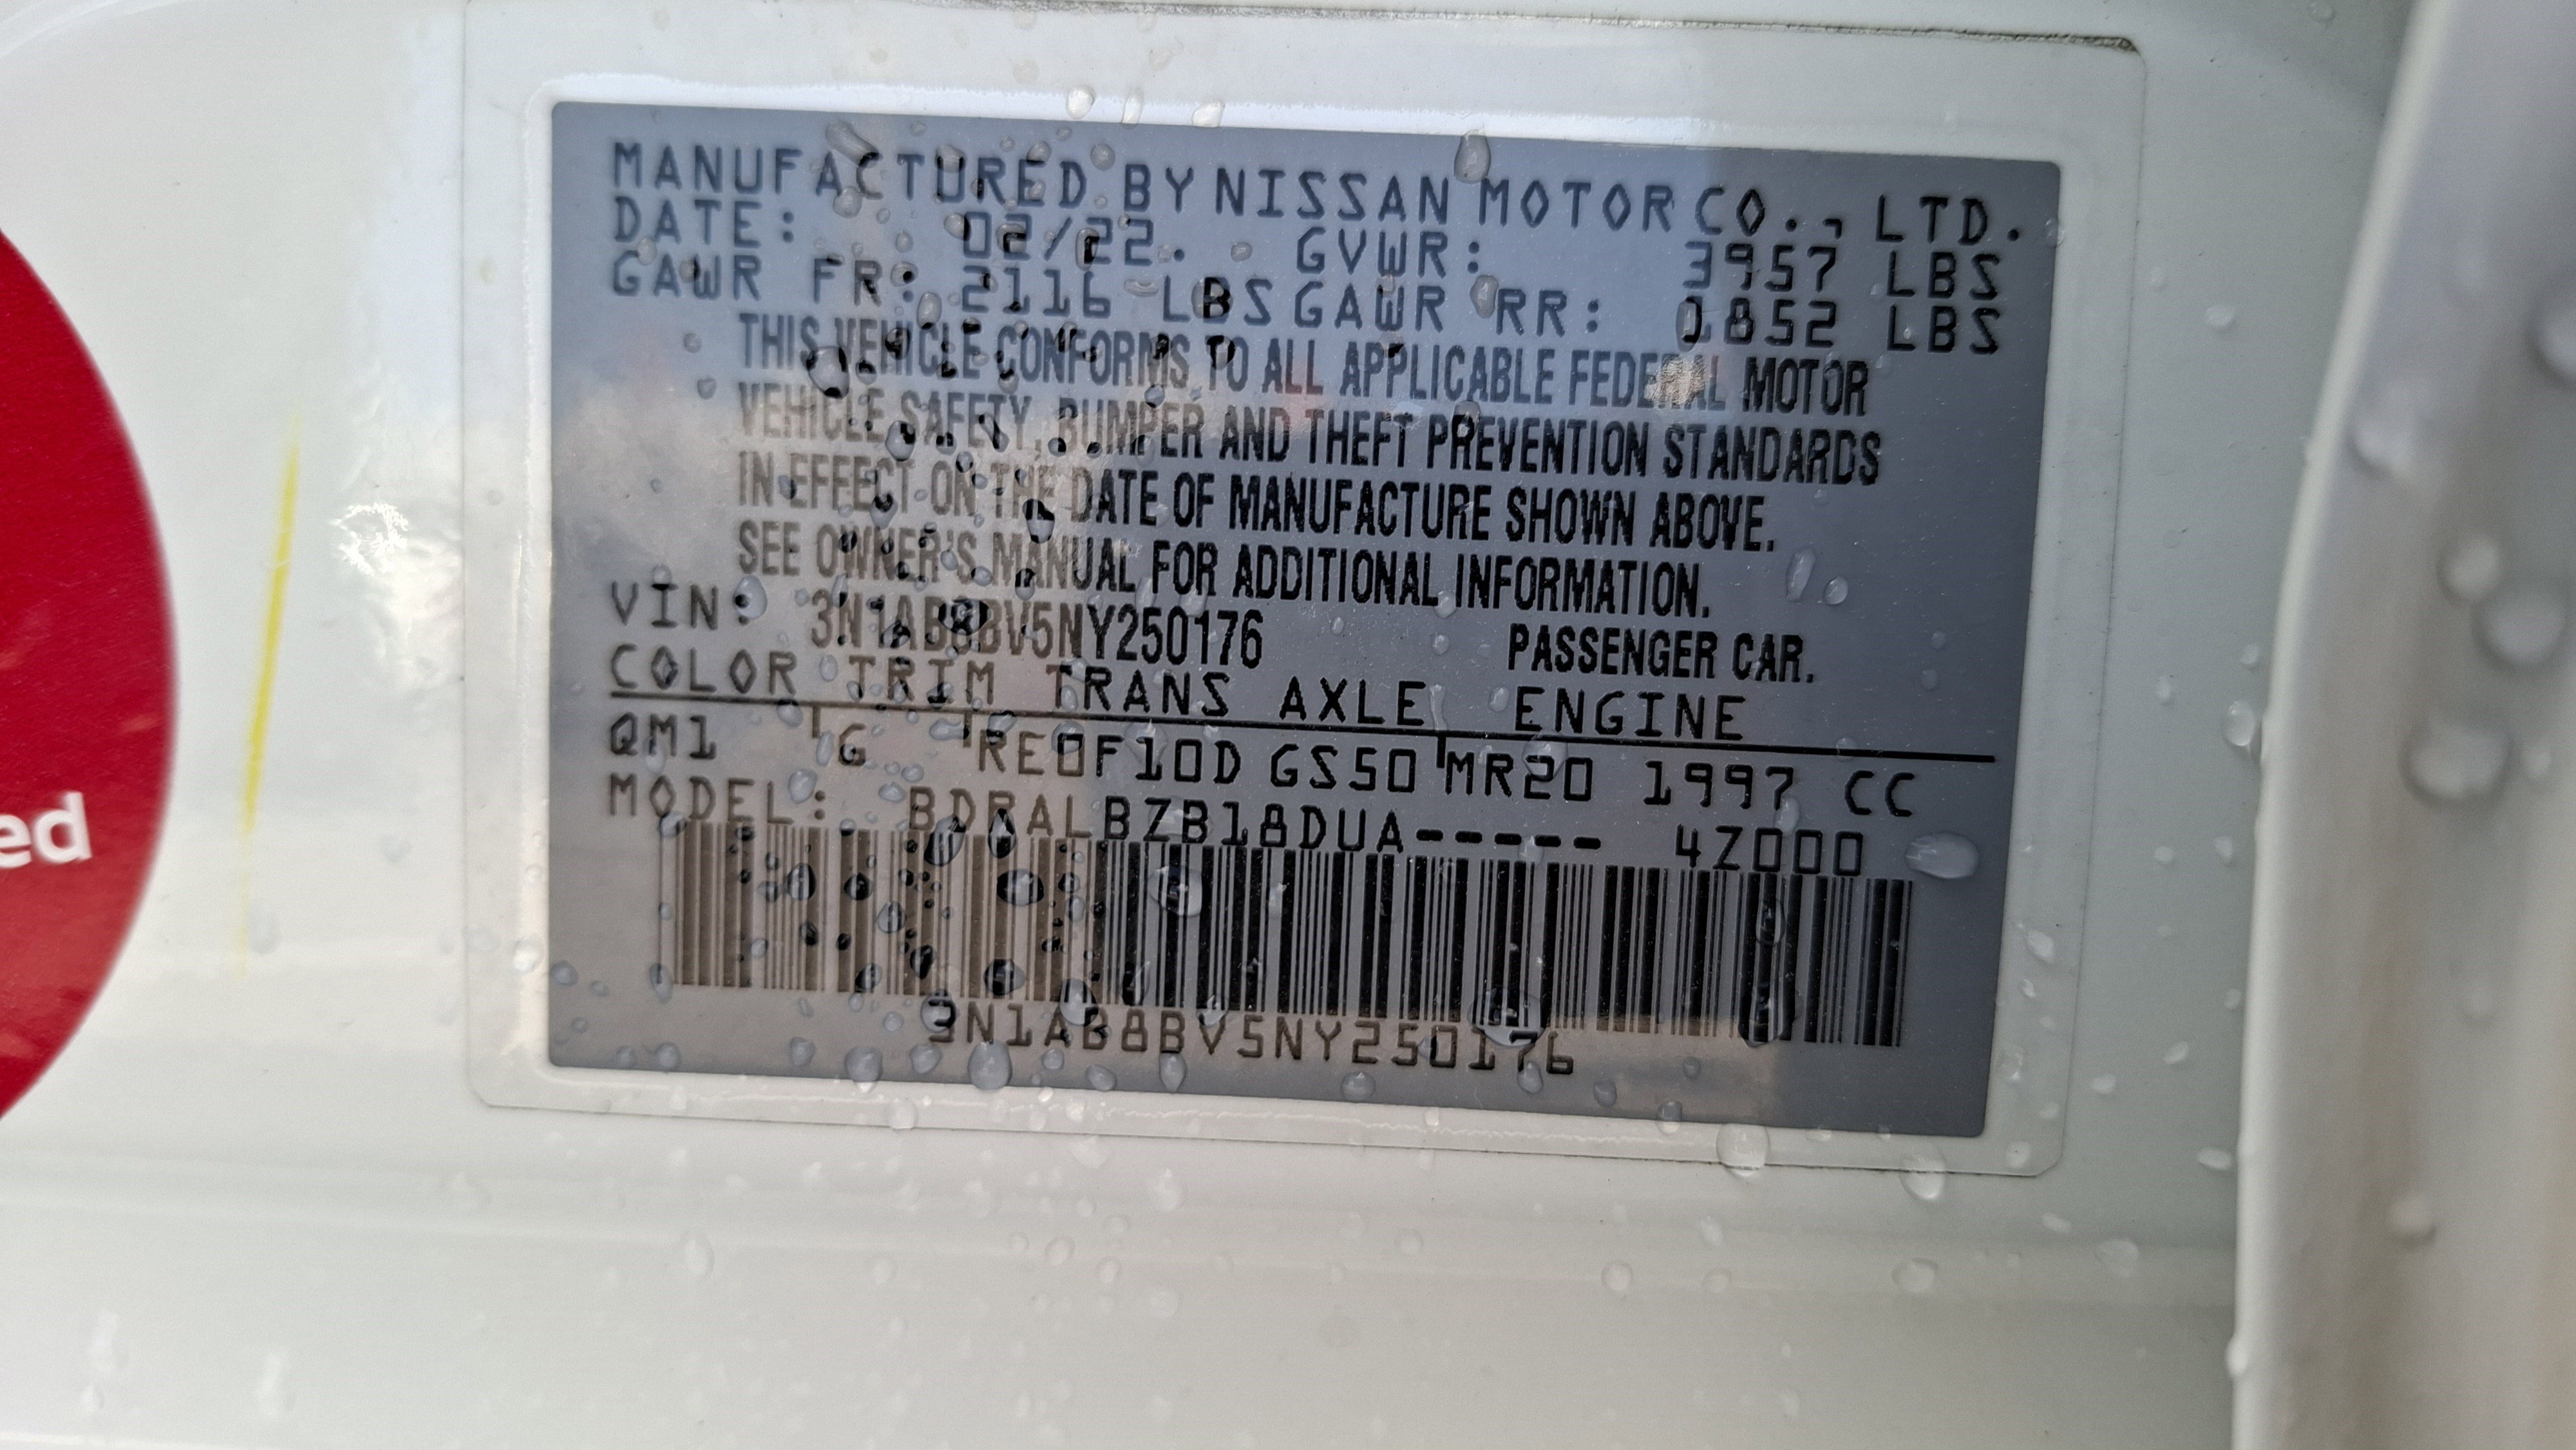 MANUFACTURED BY NISSAN MOTOR CO., LTD.
DATE: 02/22. GVWR: 3957 LBS
GAWR FR: 2116 LBS GAWR RR: 1852 LBS
THIS VEHICLE CONFORMS TO ALL APPLICABLE FEDERAL MOTOR
VEHICLE SAFETY, BUMPER AND THEFT PREVENTION STANDARDS
IN EFFECT ON THE DATE OF MANUFACTURE SHOWN ABOVE.
SEE OWNER'S MANUAL FOR ADDITIONAL INFORMATION.
VIN: 3N1AB8BV5NY250176 PASSENGER CAR.
COLOR TRIM TRANS AXLE ENGINE
QM1 G RE0F10D GS50 MR20 1997 CC
MODEL: BDRALBZB18DUA----- 4Z000
3N1AB8BV5NY250176
ed